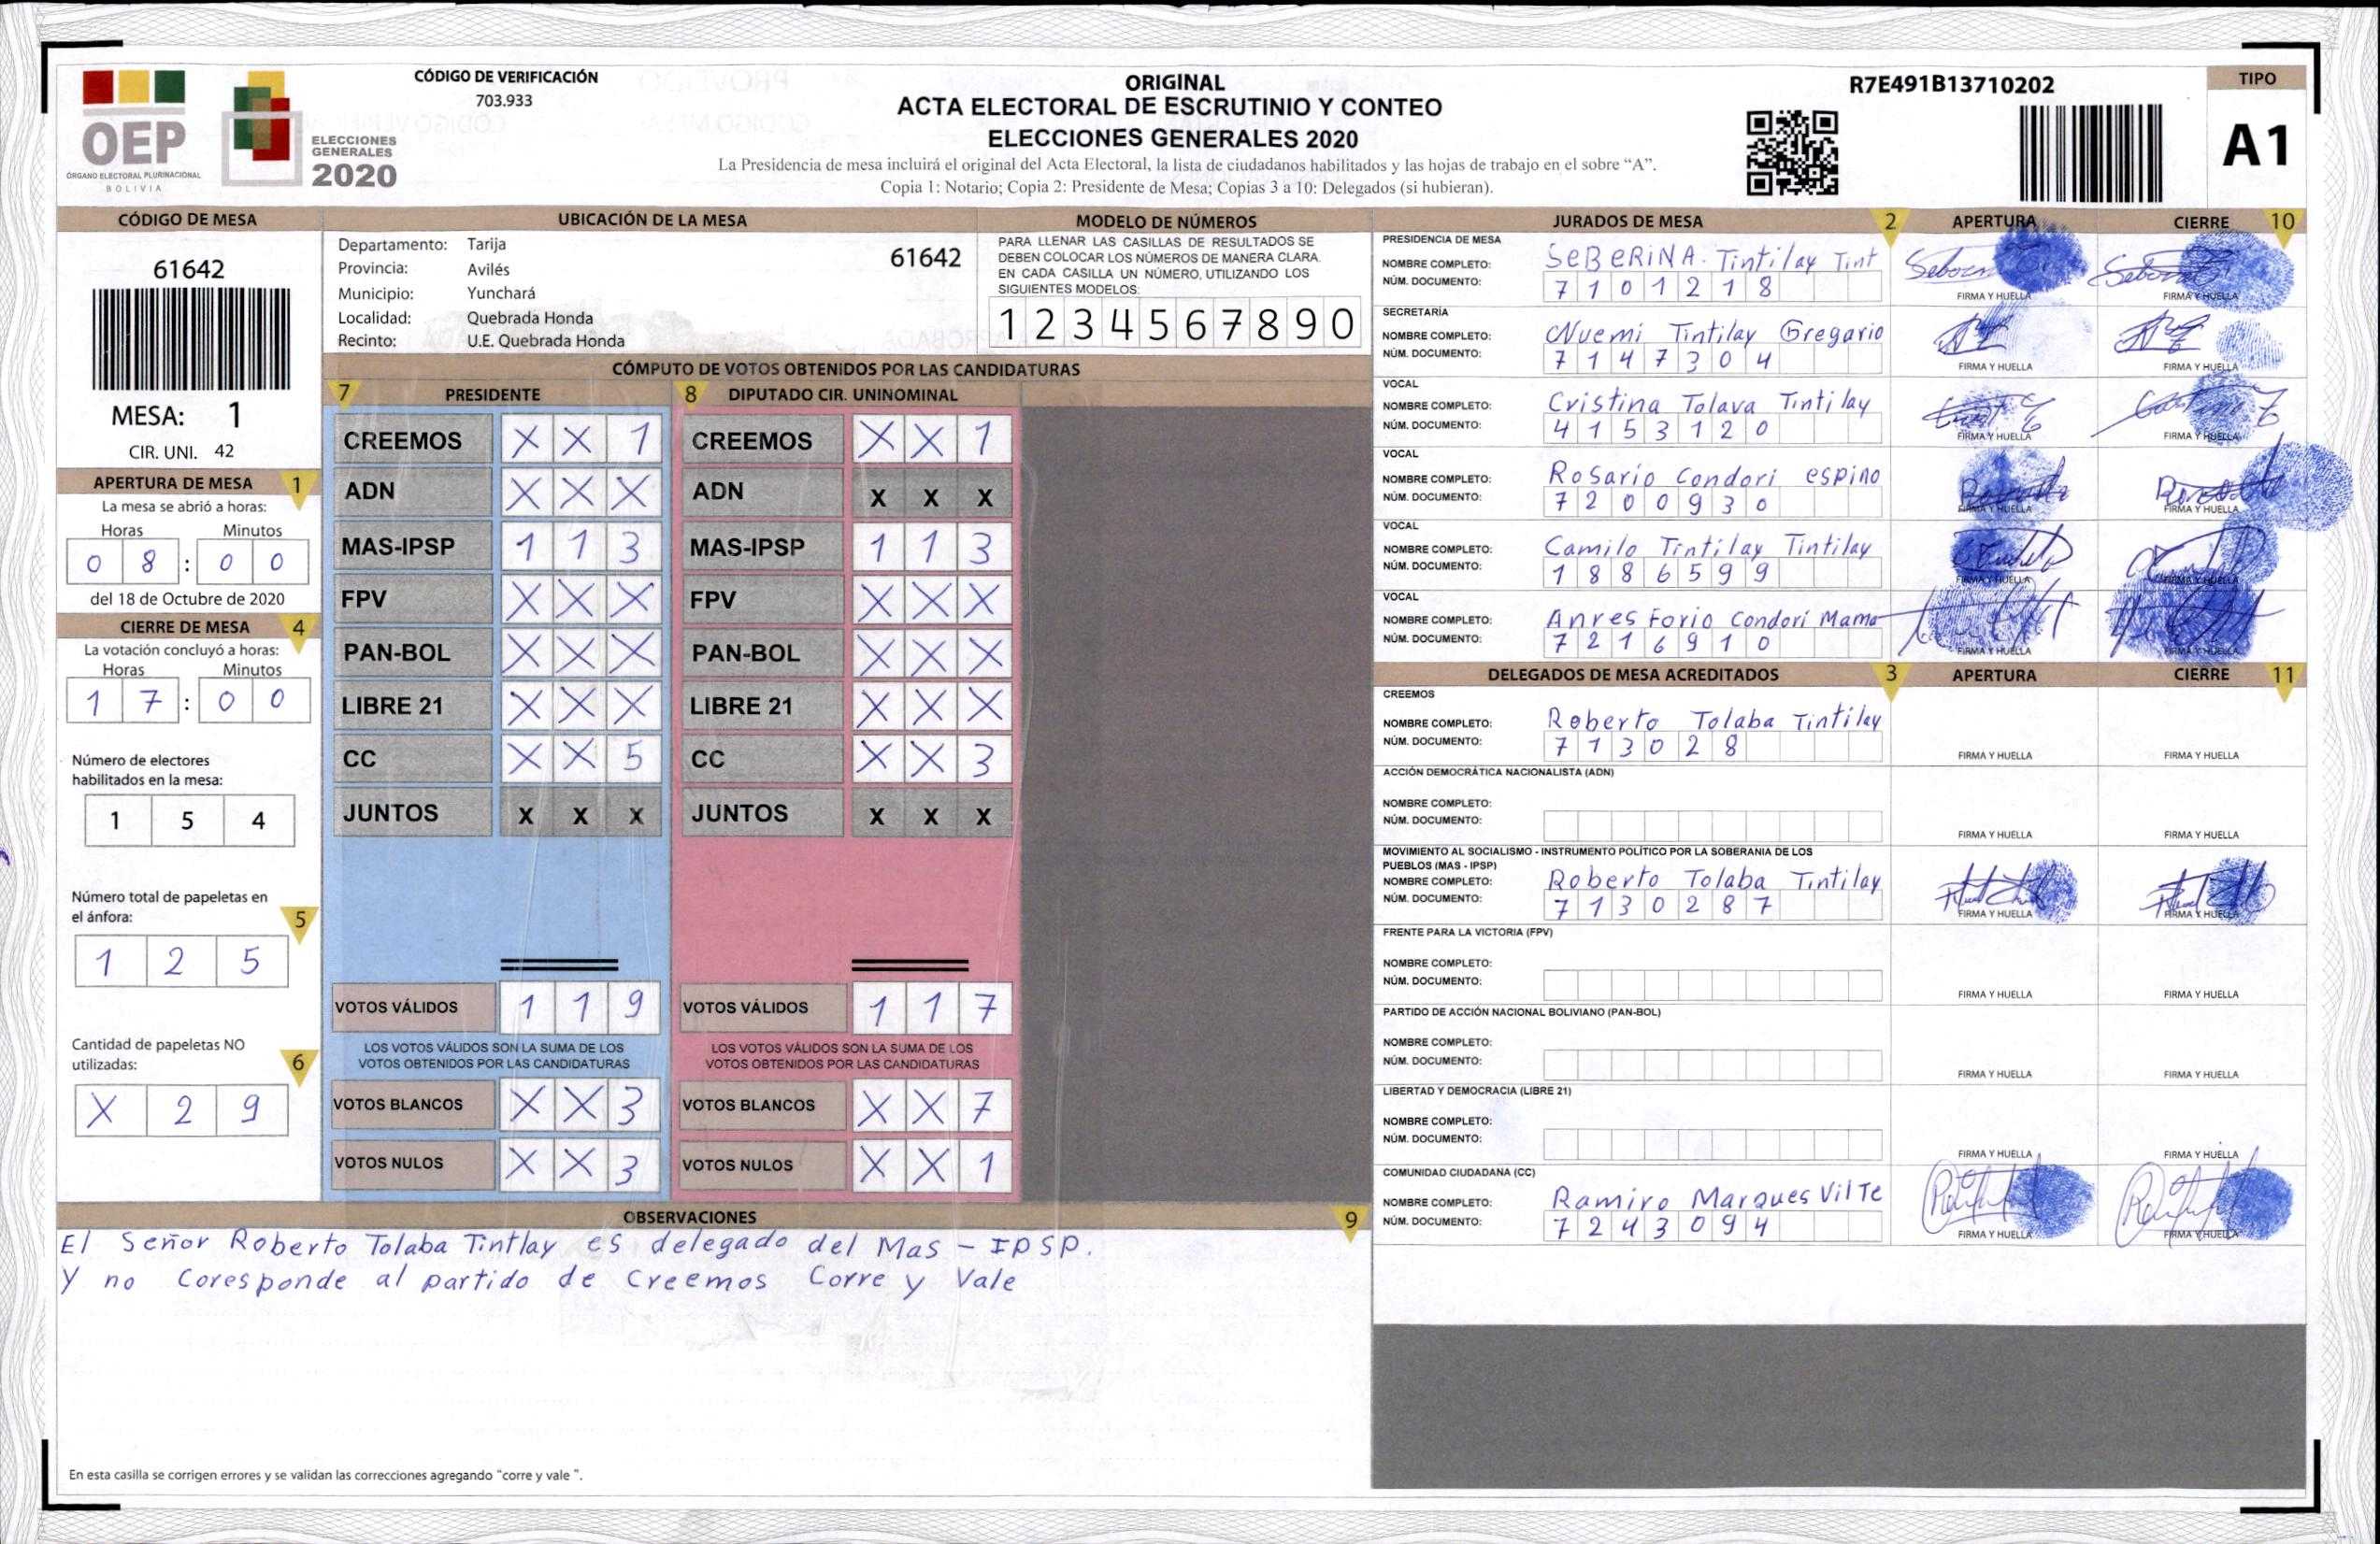 OEP
ÓRGANO ELECTORAL PLURINACIONAL
BOLIVIA
ELECCIONES
GENERALES
2020
CÓDIGO DE VERIFICACIÓN
703.933
ORIGINAL
ACTA ELECTORAL DE ESCRUTINIO Y CONTEO
ELECCIONES GENERALES 2020
La Presidencia de mesa incluirá el original del Acta Electoral, la lista de ciudadanos habilitados y las hojas de trabajo en el sobre “A”.
Copia 1: Notario; Copia 2: Presidente de Mesa; Copias 3 a 10: Delegados (si hubieran).
R7E491B13710202
TIPO
A1
CÓDIGO DE MESA
61642
MESA: 1
CIR. UNI. 42
APERTURA DE MESA 1
La mesa se abrió a horas:
Horas Minutos
0 8 : 0 0
del 18 de Octubre de 2020
CIERRE DE MESA 4
La votación concluyó a horas:
Horas Minutos
1 7 : 0 0
Número de electores
habilitados en la mesa:
1 5 4
Número total de papeletas en
el ánfora: 5
1 2 5
Cantidad de papeletas NO
utilizadas: 6
X 2 9
UBICACIÓN DE LA MESA
Departamento: Tarija 61642
Provincia: Avilés
Municipio: Yunchará
Localidad: Quebrada Honda
Recinto: U.E. Quebrada Honda
MODELO DE NÚMEROS
PARA LLENAR LAS CASILLAS DE RESULTADOS SE
DEBEN COLOCAR LOS NÚMEROS DE MANERA CLARA.
EN CADA CASILLA UN NÚMERO, UTILIZANDO LOS
SIGUIENTES MODELOS:
1 2 3 4 5 6 7 8 9 0
CÓMPUTO DE VOTOS OBTENIDOS POR LAS CANDIDATURAS
7 PRESIDENTE
CREEMOS X X 1
ADN X X X
MAS-IPSP 1 1 3
FPV X X X
PAN-BOL X X X
LIBRE 21 X X X
CC X X 5
JUNTOS X X X
VOTOS VÁLIDOS 1 1 9
LOS VOTOS VÁLIDOS SON LA SUMA DE LOS
VOTOS OBTENIDOS POR LAS CANDIDATURAS
VOTOS BLANCOS X X 3
VOTOS NULOS X X 3
8 DIPUTADO CIR. UNINOMINAL
CREEMOS X X 1
ADN X X X
MAS-IPSP 1 1 3
FPV X X X
PAN-BOL X X X
LIBRE 21 X X X
CC X X 3
JUNTOS X X X
VOTOS VÁLIDOS 1 1 7
LOS VOTOS VÁLIDOS SON LA SUMA DE LOS
VOTOS OBTENIDOS POR LAS CANDIDATURAS
VOTOS BLANCOS X X 7
VOTOS NULOS X X 1
OBSERVACIONES 9
El Señor Roberto Tolaba Tintlay es delegado del Mas - IPSP.
Y no Coresponde al partido de Creemos Corre y Vale
En esta casilla se corrigen errores y se validan las correcciones agregando "corre y vale ".
JURADOS DE MESA 2 APERTURA CIERRE 10
PRESIDENCIA DE MESA
NOMBRE COMPLETO: SeBERiNA. Tintilay Tint
NÚM. DOCUMENTO: 7 1 0 1 2 1 8
FIRMA Y HUELLA FIRMA Y HUELLA
SECRETARÍA
NOMBRE COMPLETO: Nuemi Tintilay Gregario
NÚM. DOCUMENTO: 7 1 4 7 3 0 4
FIRMA Y HUELLA FIRMA Y HUELLA
VOCAL
NOMBRE COMPLETO: Cristina Tolava Tintilay
NÚM. DOCUMENTO: 4 1 5 3 1 2 0
FIRMA Y HUELLA FIRMA Y HUELLA
VOCAL
NOMBRE COMPLETO: Rosario Condori espino
NÚM. DOCUMENTO: 7 2 0 0 9 3 0
FIRMA Y HUELLA FIRMA Y HUELLA
VOCAL
NOMBRE COMPLETO: Camilo Tintilay Tintilay
NÚM. DOCUMENTO: 1 8 8 6 5 9 9
FIRMA Y HUELLA FIRMA Y HUELLA
VOCAL
NOMBRE COMPLETO: Anres Forio Condori Mama
NÚM. DOCUMENTO: 7 2 1 6 9 1 0
FIRMA Y HUELLA FIRMA Y HUELLA
DELEGADOS DE MESA ACREDITADOS 3 APERTURA CIERRE 11
CREEMOS
NOMBRE COMPLETO: Roberto Tolaba Tintilay
NÚM. DOCUMENTO: 7 1 3 0 2 8
FIRMA Y HUELLA FIRMA Y HUELLA
ACCIÓN DEMOCRÁTICA NACIONALISTA (ADN)
NOMBRE COMPLETO:
NÚM. DOCUMENTO:
FIRMA Y HUELLA FIRMA Y HUELLA
MOVIMIENTO AL SOCIALISMO - INSTRUMENTO POLÍTICO POR LA SOBERANIA DE LOS
PUEBLOS (MAS - IPSP)
NOMBRE COMPLETO: Roberto Tolaba Tintilay
NÚM. DOCUMENTO: 7 1 3 0 2 8 7
FIRMA Y HUELLA FIRMA Y HUELLA
FRENTE PARA LA VICTORIA (FPV)
NOMBRE COMPLETO:
NÚM. DOCUMENTO:
FIRMA Y HUELLA FIRMA Y HUELLA
PARTIDO DE ACCIÓN NACIONAL BOLIVIANO (PAN-BOL)
NOMBRE COMPLETO:
NÚM. DOCUMENTO:
FIRMA Y HUELLA FIRMA Y HUELLA
LIBERTAD Y DEMOCRACIA (LIBRE 21)
NOMBRE COMPLETO:
NÚM. DOCUMENTO:
FIRMA Y HUELLA FIRMA Y HUELLA
COMUNIDAD CIUDADANA (CC)
NOMBRE COMPLETO: Ramiro Marques Vilte
NÚM. DOCUMENTO: 7 2 4 3 0 9 4
FIRMA Y HUELLA FIRMA Y HUELLA